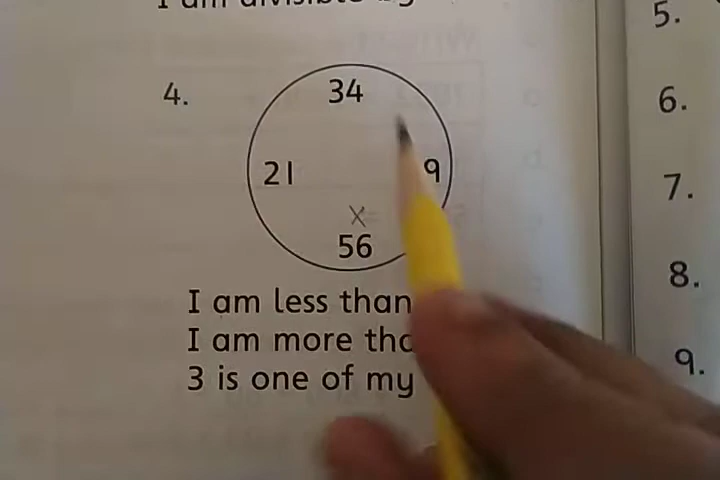 4.
34
21 9
X=
56
I am less than
I am more
3 is one of my
5.
6.
7.
8.
9.